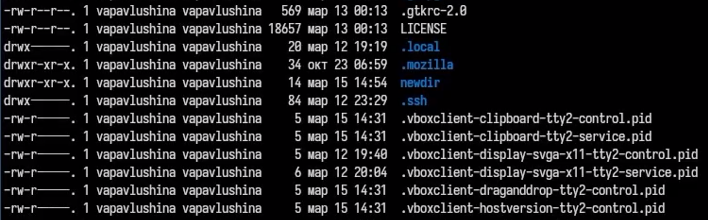 -rw-r--r--. 1 vapavlushina vapavlushina 569 мар 13 00:13 .gtkrc-2.0
-rw-r--r--. 1 vapavlushina vapavlushina 18657 мар 13 00:13 LICENSE
drwx------. 1 vapavlushina vapavlushina 20 мар 12 19:19 .local
drwxr-xr-x. 1 vapavlushina vapavlushina 34 окт 23 06:59 .mozilla
drwxr-xr-x. 1 vapavlushina vapavlushina 14 мар 15 14:54 newdir
drwx------. 1 vapavlushina vapavlushina 84 мар 12 23:29 .ssh
-rw-r-----. 1 vapavlushina vapavlushina 5 мар 15 14:31 .vboxclient-clipboard-tty2-control.pid
-rw-r-----. 1 vapavlushina vapavlushina 5 мар 15 14:31 .vboxclient-clipboard-tty2-service.pid
-rw-r-----. 1 vapavlushina vapavlushina 5 мар 12 19:40 .vboxclient-display-svga-x11-tty2-control.pid
-rw-r-----. 1 vapavlushina vapavlushina 6 мар 12 20:04 .vboxclient-display-svga-x11-tty2-service.pid
-rw-r-----. 1 vapavlushina vapavlushina 5 мар 15 14:31 .vboxclient-draganddrop-tty2-control.pid
-rw-r-----. 1 vapavlushina vapavlushina 5 мар 15 14:31 .vboxclient-hostversion-tty2-control.pid